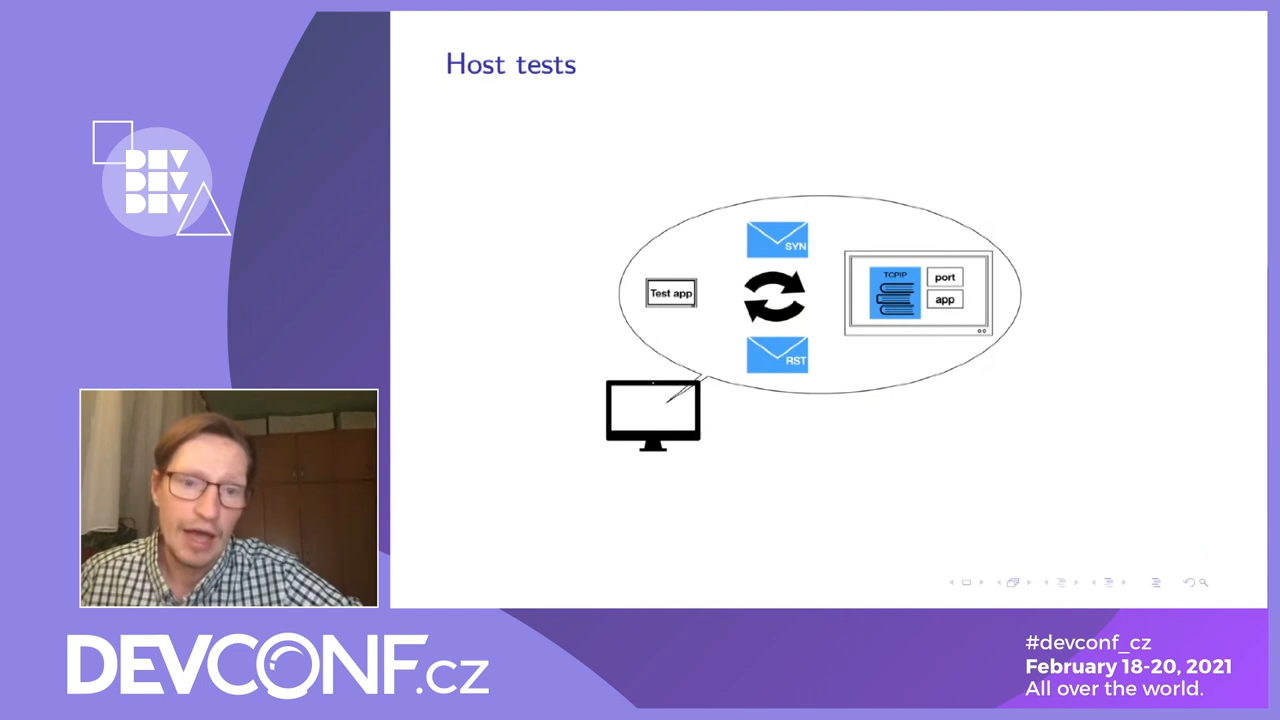 Host tests
DEV
DEV
DEV
SYN
Test app
TCPIP
port
app
RST
DEVCONF.cz
#devconf_cz
February 18-20, 2021
All over the world.